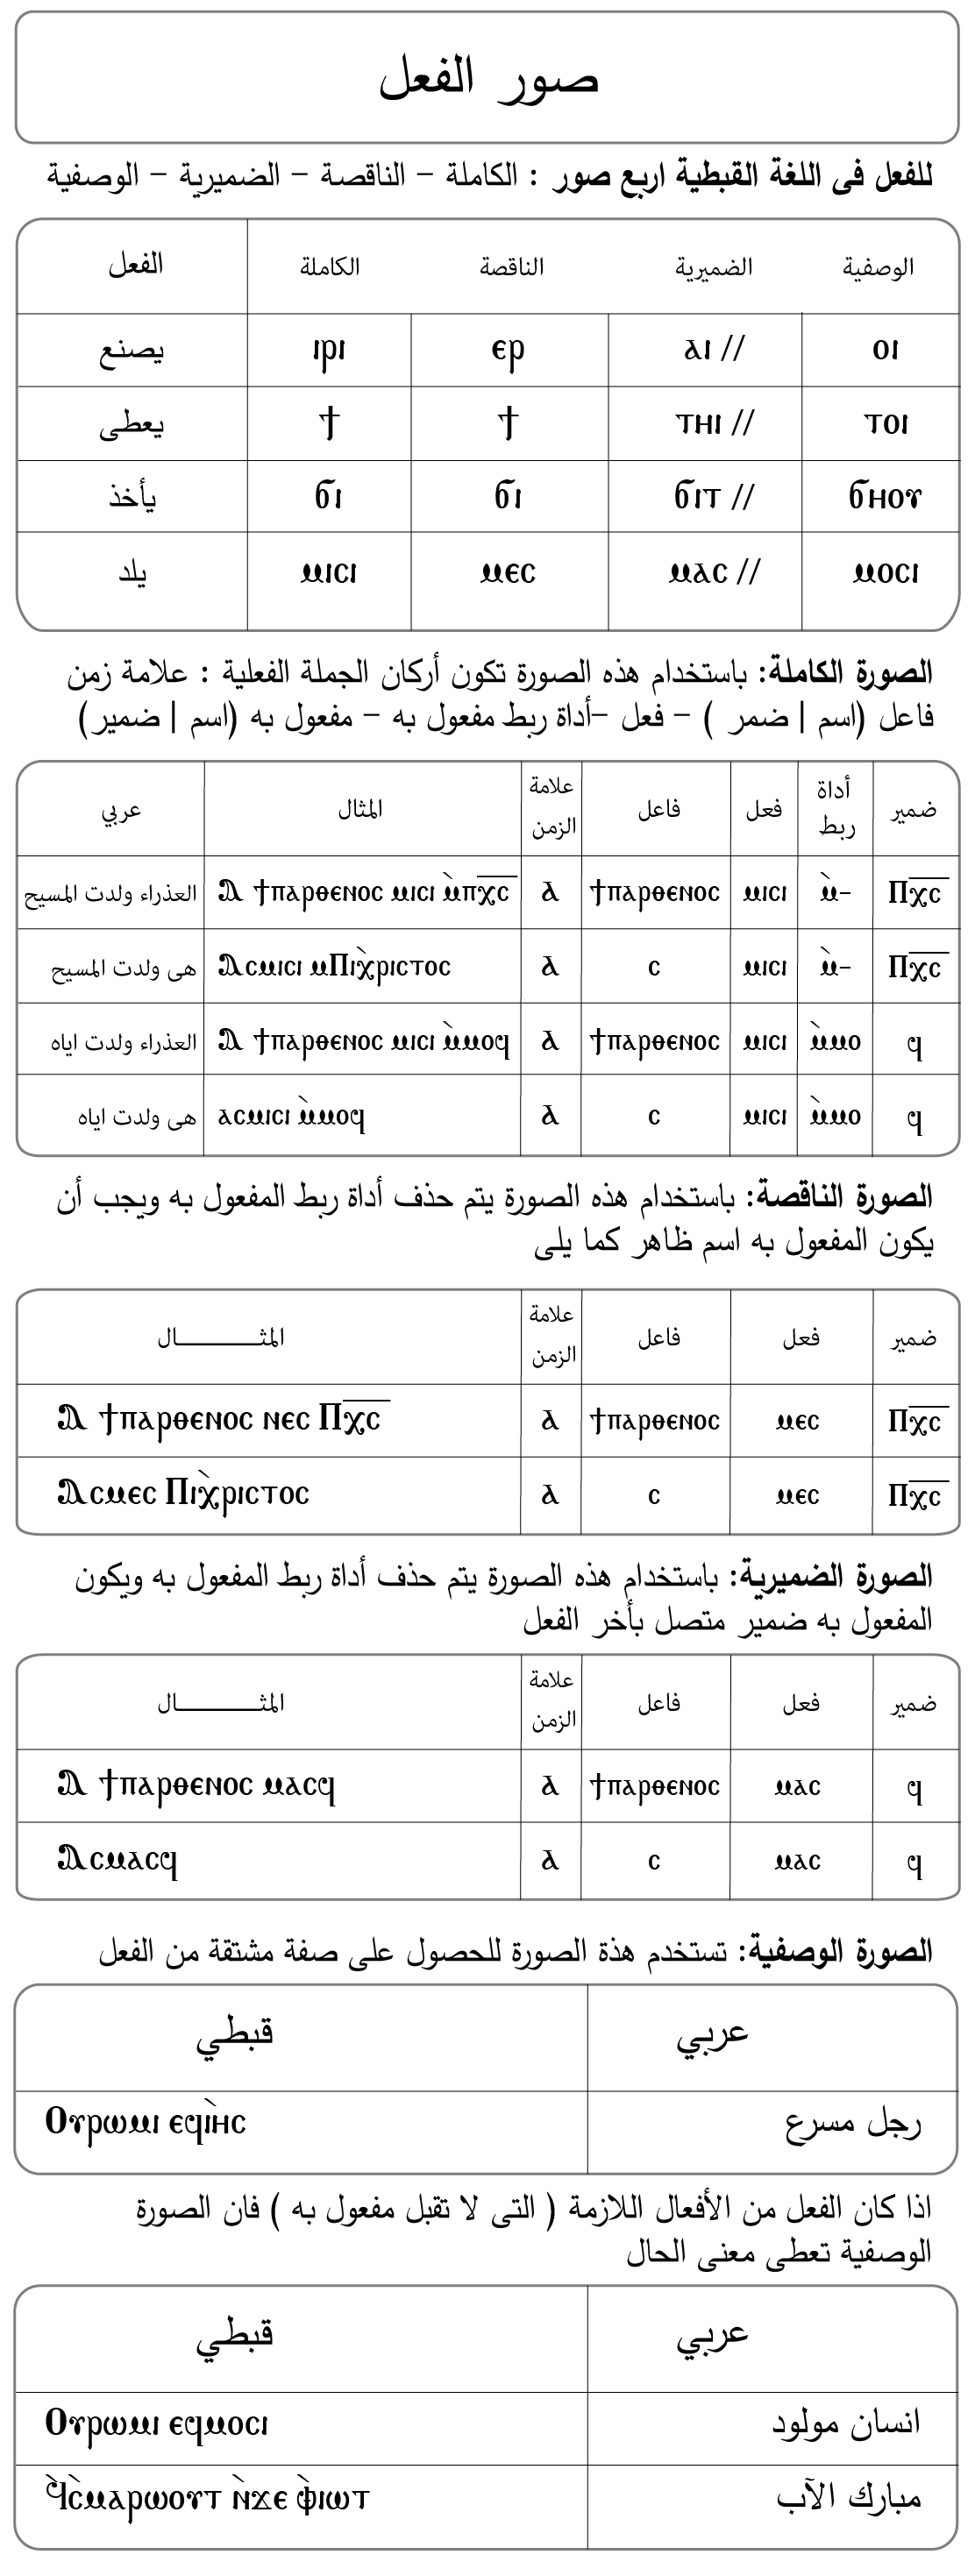 صور الفعل
للفعل فى اللغة القبطية اربع صور : الكاملة – الناقصة – الضميرية – الوصفية
الفعل الكاملة الناقصة الضميرية الوصفية
يصنع ⲓⲣⲓ ⲉⲣ ⲁⲓ // ⲟⲓ
يعطى ϯ ϯ ⲧⲏⲓ // ⲧⲟⲓ
يأخذ ϭⲓ ϭⲓ ϭⲓⲧ // ϭⲏⲟⲩ
يلد ⲙⲓⲥⲓ ⲙⲉⲥ ⲙⲁⲥ // ⲙⲟⲥⲓ
الصورة الكاملة: باستخدام هذه الصورة تكون أركان الجملة الفعلية : علامة زمن
فاعل (اسم | ضمر ) – فعل –أداة ربط مفعول به – مفعول به (اسم | ضمير)
عربي المثال علامة الزمن فاعل فعل أداة ربط ضمير
العذراء ولدت المسيح Ⲁ ϯⲡⲁⲣⲑⲉⲛⲟⲥ ⲙⲓⲥⲓ ⲙ̀ⲡⲭ̅ⲥ̅ ⲁ ϯⲡⲁⲣⲑⲉⲛⲟⲥ ⲙⲓⲥⲓ ⲙ̀- Ⲡⲭ̅ⲥ̅
هى ولدت المسيح Ⲁⲥⲙⲓⲥⲓ ⲙⲠⲓⲭ̀ⲣⲓⲥⲧⲟⲥ ⲁ ⲥ ⲙⲓⲥⲓ ⲙ̀- Ⲡⲭ̅ⲥ̅
العذراء ولدت اياه Ⲁ ϯⲡⲁⲣⲑⲉⲛⲟⲥ ⲙⲓⲥⲓ ⲙ̀ⲙⲟϥ ⲁ ϯⲡⲁⲣⲑⲉⲛⲟⲥ ⲙⲓⲥⲓ ⲙ̀ⲙⲟ ϥ
هى ولدت اياه ⲁⲥⲙⲓⲥⲓ ⲙ̀ⲙⲟϥ ⲁ ⲥ ⲙⲓⲥⲓ ⲙ̀ⲙⲟ ϥ
الصورة الناقصة: باستخدام هذه الصورة يتم حذف أداة ربط المفعول به ويجب أن
يكون المفعول به اسم ظاهر كما يلى
المثـــــــــال علامة الزمن فاعل فعل ضمير
Ⲁ ϯⲡⲁⲣⲑⲉⲛⲟⲥ ⲛⲉⲥ Ⲡⲭ̅ⲥ̅ ⲁ ϯⲡⲁⲣⲑⲉⲛⲟⲥ ⲙⲉⲥ Ⲡⲭ̅ⲥ̅
Ⲁⲥⲙⲉⲥ Ⲡⲓⲭ̀ⲣⲓⲥⲧⲟⲥ ⲁ ⲥ ⲙⲉⲥ Ⲡⲭ̅ⲥ̅
الصورة الضميرية: باستخدام هذه الصورة يتم حذف أداة ربط المفعول به ويكون
المفعول به ضمير متصل بأخر الفعل
المثـــــــــال علامة الزمن فاعل فعل ضمير
Ⲁ ϯⲡⲁⲣⲑⲉⲛⲟⲥ ⲙⲁⲥϥ ⲁ ϯⲡⲁⲣⲑⲉⲛⲟⲥ ⲙⲁⲥ ϥ
Ⲁⲥⲙⲁⲥϥ ⲁ ⲥ ⲙⲁⲥ ϥ
الصورة الوصفية: تستخدم هذة الصورة للحصول على صفة مشتقة من الفعل
قبطي عربي
Ⲟⲩⲣⲱⲙⲓ ⲉϥⲓ̀ⲏⲥ رجل مسرع
اذا كان الفعل من الأفعال اللازمة ( التى لا تقبل مفعول به ) فان الصورة
الوصفية تعطى معنى الحال
قبطي عربي
Ⲟⲩⲣⲱⲙⲓ ⲉϥⲙⲟⲥⲓ انسان مولود
Ϥ̀ⲥ̀ⲙⲁⲣⲱⲟⲩⲧ ⲛ̀ϫⲉ ⲫ̀ⲓⲱⲧ مبارك الآب